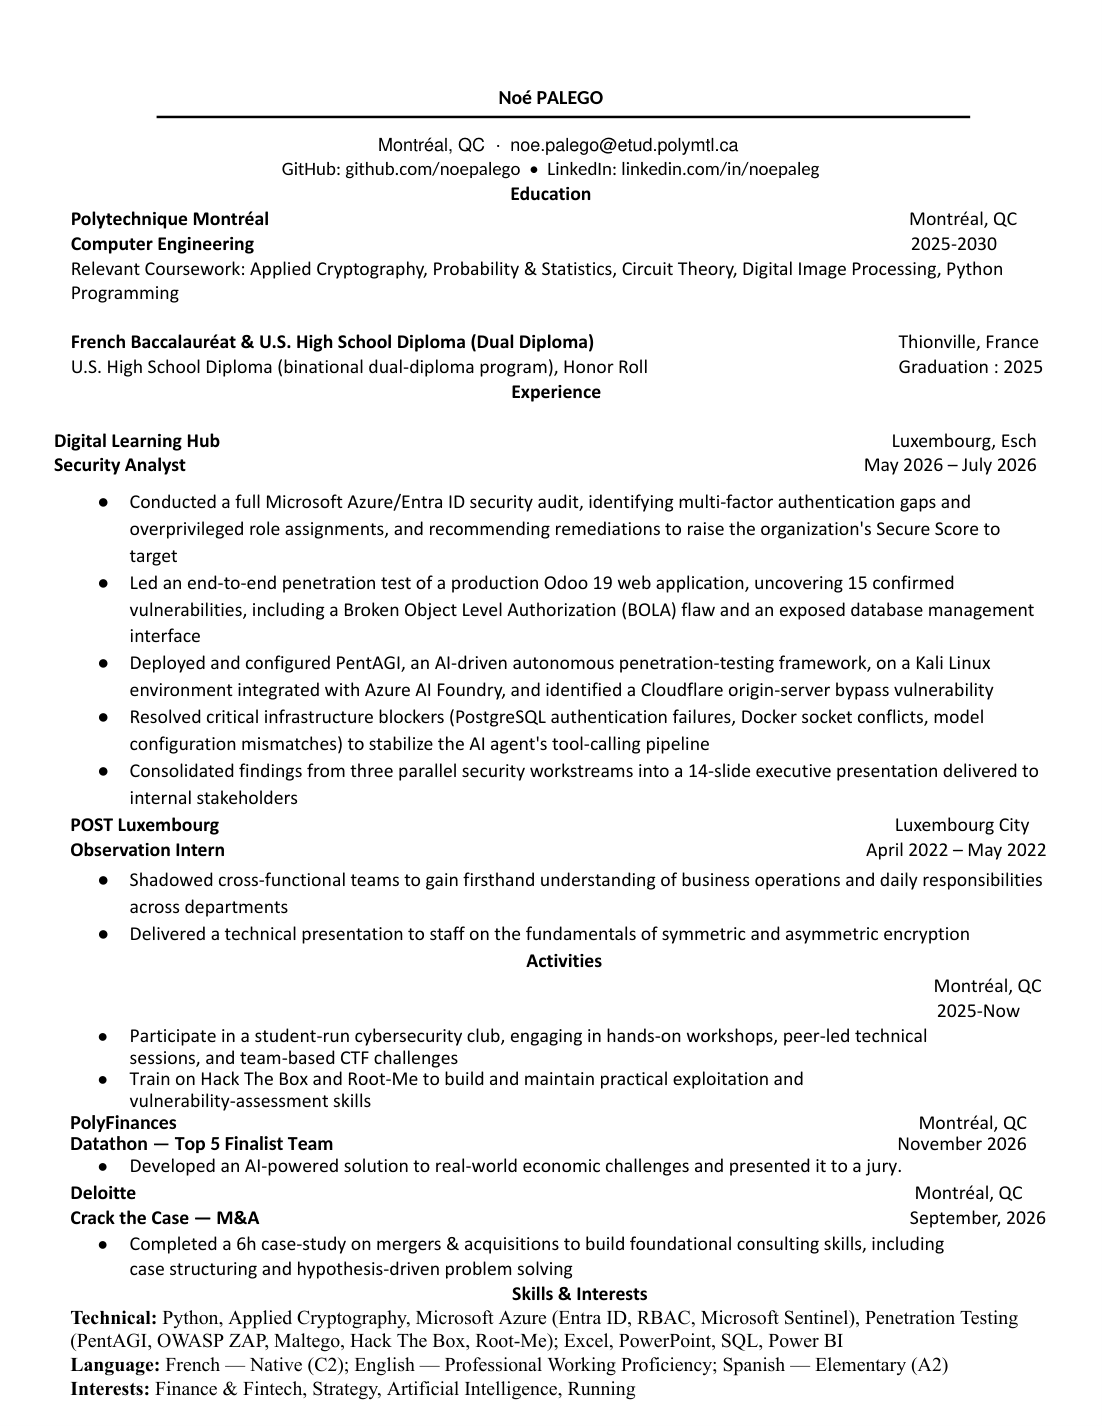 Noé PALEGO
Montréal, QC · noe.palego@etud.polymtl.ca
GitHub: github.com/noepalego ● LinkedIn: linkedin.com/in/noepaleg
Education
Polytechnique Montréal Montréal, QC
Computer Engineering 2025-2030
Relevant Coursework: Applied Cryptography, Probability & Statistics, Circuit Theory, Digital Image Processing, Python
Programming
French Baccalauréat & U.S. High School Diploma (Dual Diploma) Thionville, France
U.S. High School Diploma (binational dual-diploma program), Honor Roll Graduation : 2025
Experience
Digital Learning Hub Luxembourg, Esch
Security Analyst May 2026 – July 2026
● Conducted a full Microsoft Azure/Entra ID security audit, identifying multi-factor authentication gaps and
overprivileged role assignments, and recommending remediations to raise the organization's Secure Score to
target
● Led an end-to-end penetration test of a production Odoo 19 web application, uncovering 15 confirmed
vulnerabilities, including a Broken Object Level Authorization (BOLA) flaw and an exposed database management
interface
● Deployed and configured PentAGI, an AI-driven autonomous penetration-testing framework, on a Kali Linux
environment integrated with Azure AI Foundry, and identified a Cloudflare origin-server bypass vulnerability
● Resolved critical infrastructure blockers (PostgreSQL authentication failures, Docker socket conflicts, model
configuration mismatches) to stabilize the AI agent's tool-calling pipeline
● Consolidated findings from three parallel security workstreams into a 14-slide executive presentation delivered to
internal stakeholders
POST Luxembourg Luxembourg City
Observation Intern April 2022 – May 2022
● Shadowed cross-functional teams to gain firsthand understanding of business operations and daily responsibilities
across departments
● Delivered a technical presentation to staff on the fundamentals of symmetric and asymmetric encryption
Activities
Montréal, QC
2025-Now
● Participate in a student-run cybersecurity club, engaging in hands-on workshops, peer-led technical
sessions, and team-based CTF challenges
● Train on Hack The Box and Root-Me to build and maintain practical exploitation and
vulnerability-assessment skills
PolyFinances Montréal, QC
Datathon — Top 5 Finalist Team November 2026
● Developed an AI-powered solution to real-world economic challenges and presented it to a jury.
Deloitte Montréal, QC
Crack the Case — M&A September, 2026
● Completed a 6h case-study on mergers & acquisitions to build foundational consulting skills, including
case structuring and hypothesis-driven problem solving
Skills & Interests
Technical: Python, Applied Cryptography, Microsoft Azure (Entra ID, RBAC, Microsoft Sentinel), Penetration Testing
(PentAGI, OWASP ZAP, Maltego, Hack The Box, Root-Me); Excel, PowerPoint, SQL, Power BI
Language: French — Native (C2); English — Professional Working Proficiency; Spanish — Elementary (A2)
Interests: Finance & Fintech, Strategy, Artificial Intelligence, Running